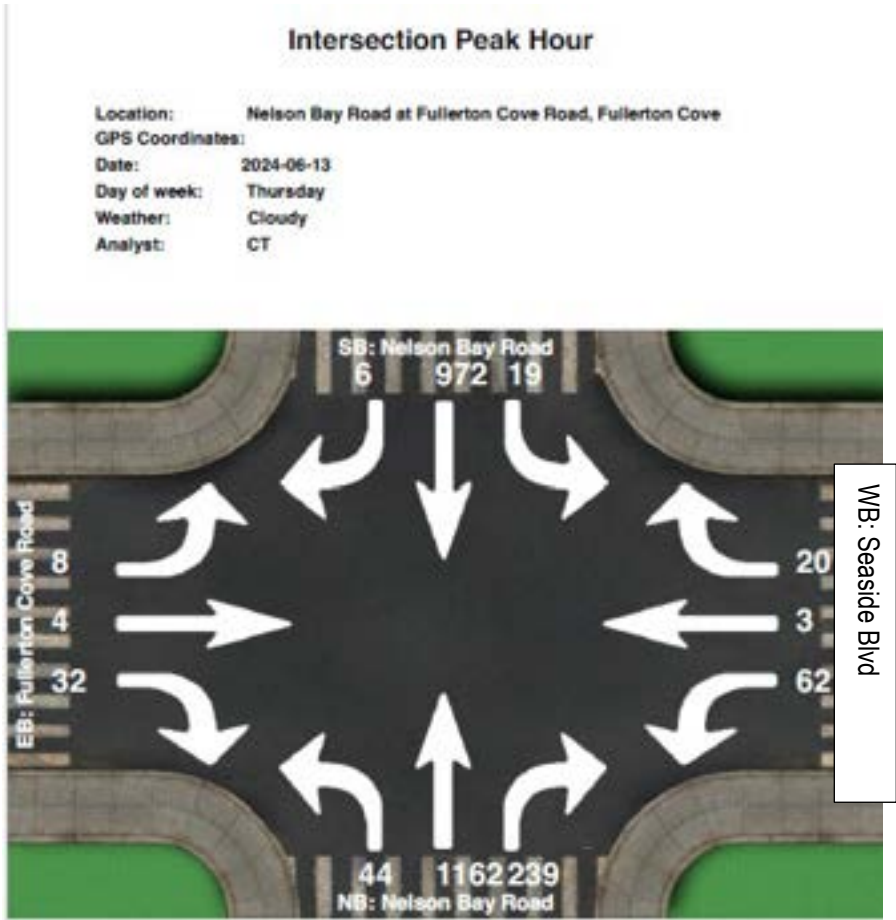 Intersection Peak Hour
Location: Nelson Bay Road at Fullerton Cove Road, Fullerton Cove
GPS Coordinates:
Date: 2024-06-13
Day of week: Thursday
Weather: Cloudy
Analyst: CT
SB: Nelson Bay Road
6 972 19
EB: Fullerton Cove Road
8
4
32
20
3
62
WB: Seaside Blvd
44 1162 239
NB: Nelson Bay Road